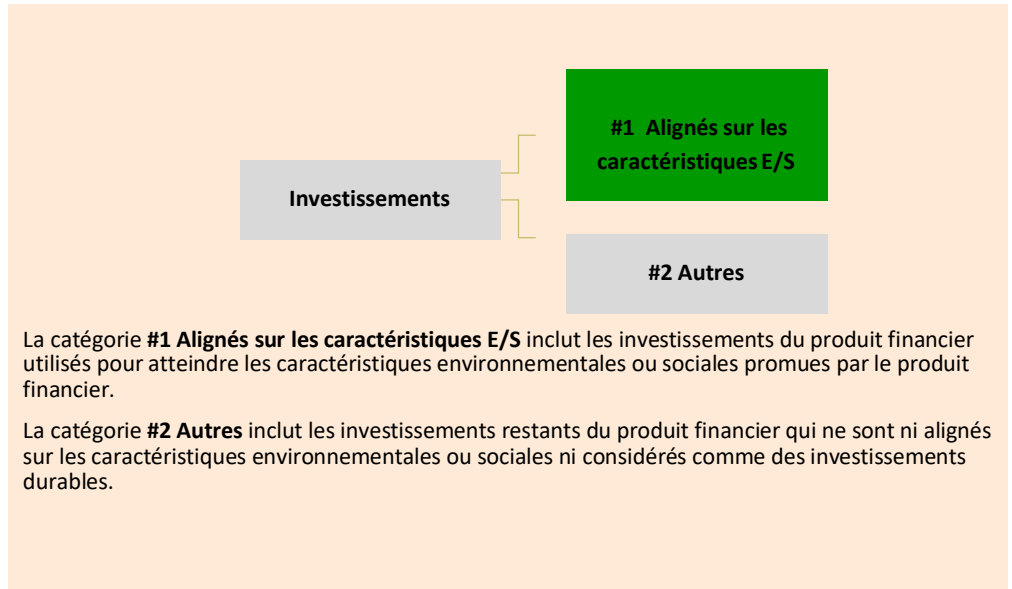 #1 Alignés sur les
caractéristiques E/S
Investissements
#2 Autres
La catégorie #1 Alignés sur les caractéristiques E/S inclut les investissements du produit financier
utilisés pour atteindre les caractéristiques environnementales ou sociales promues par le produit
financier.
La catégorie #2 Autres inclut les investissements restants du produit financier qui ne sont ni alignés
sur les caractéristiques environnementales ou sociales ni considérés comme des investissements
durables.